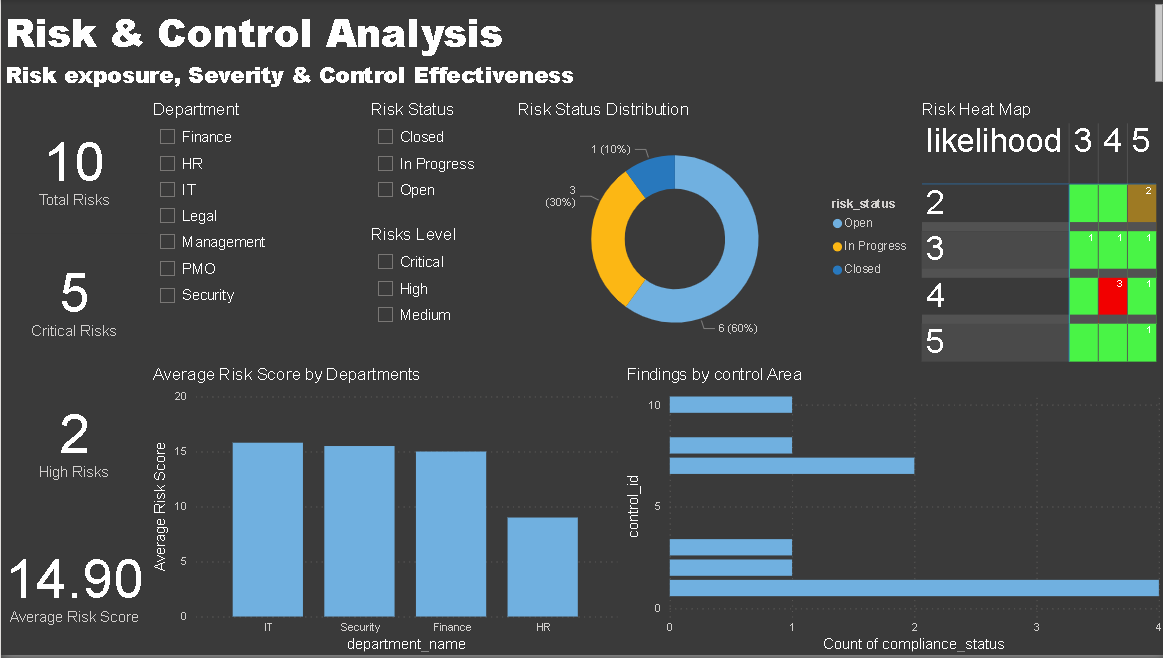 Risk & Control Analysis
Risk exposure, Severity & Control Effectiveness
10
Total Risks
5
Critical Risks
2
High Risks
14.90
Average Risk Score
Department
Finance
HR
IT
Legal
Management
PMO
Security
Risk Status
Closed
In Progress
Open
Risks Level
Critical
High
Medium
Risk Status Distribution
1 (10%)
3
(30%)
6 (60%)
risk_status
Open
In Progress
Closed
Risk Heat Map
likelihood 3 4 5
2 2
3 1 1 1
4 3 1
5 1
Average Risk Score by Departments
Average Risk Score
20
15
10
5
0
IT Security Finance HR
department_name
Findings by control Area
control_id
10
5
0
0 1 2 3 4
Count of compliance_status